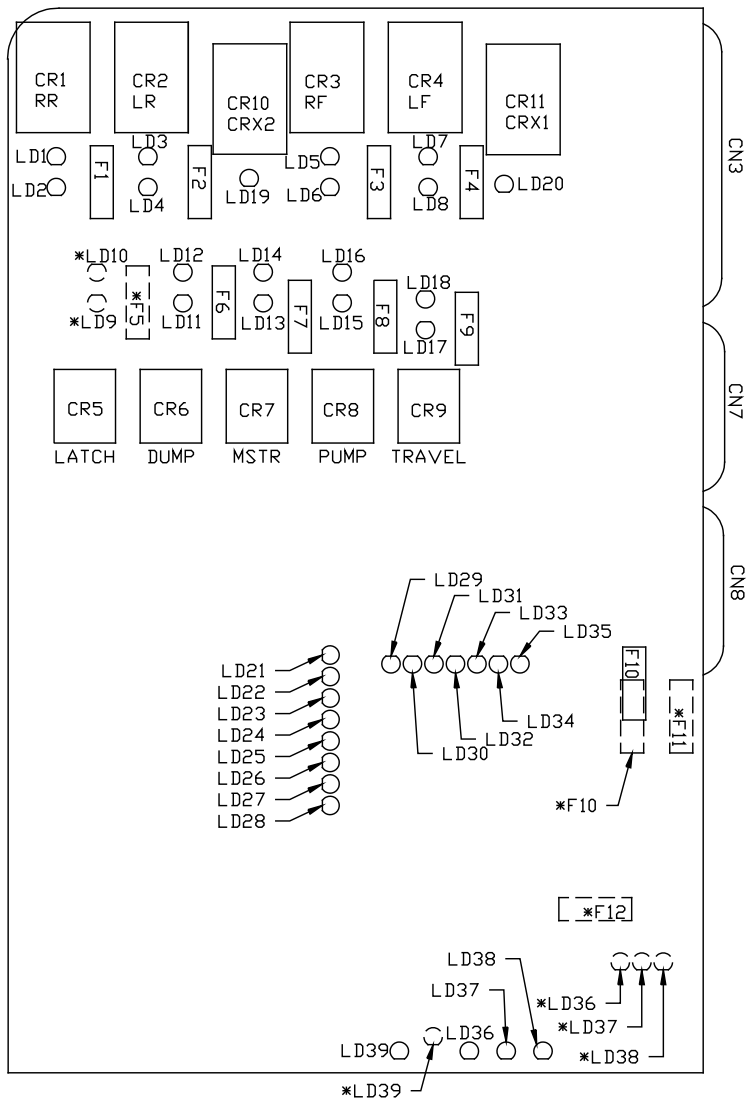 CR1
RR
CR2
LR
CR10
CRX2
CR3
RF
CR4
LF
CR11
CRX1
CN3
LD1
LD2
F1
LD3
LD4
F2
LD19
LD5
LD6
F3
LD7
LD8
F4
LD20
*LD10
*LD9
*F5
LD12
LD11
F6
LD14
LD13
F7
LD16
LD15
F8
LD18
LD17
F9
CN7
CR5
LATCH
CR6
DUMP
CR7
MSTR
CR8
PUMP
CR9
TRAVEL
CN8
LD29
LD31
LD33
LD35
LD21
LD22
LD23
LD24
LD25
LD26
LD27
LD28
LD34
LD32
LD30
F10
*F11
*F10
*F12
LD38
LD37
LD36
LD39
*LD39
*LD36
*LD37
*LD38